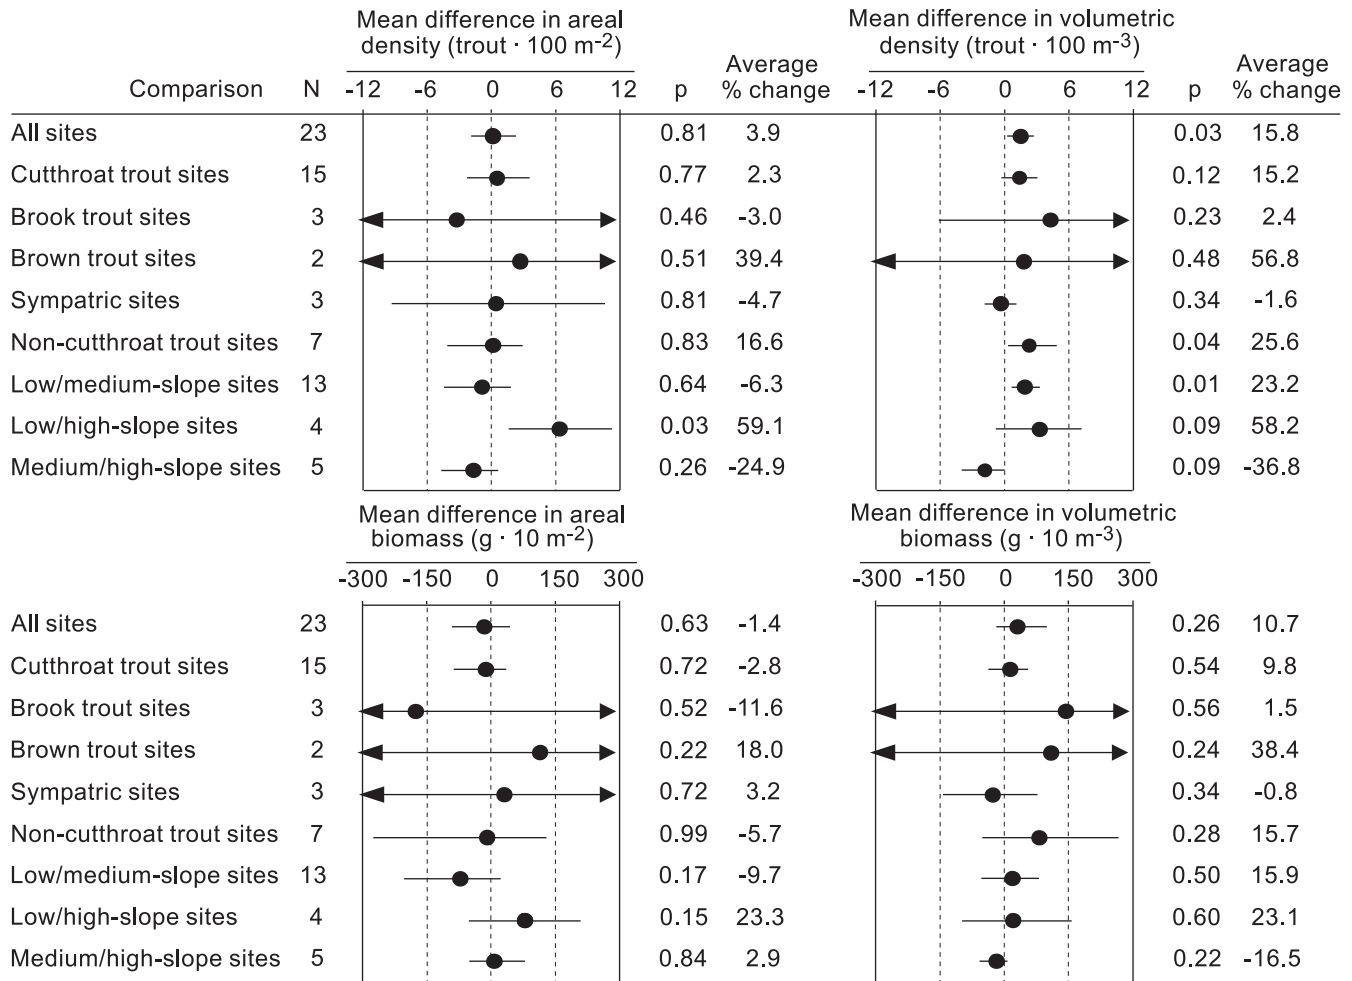 Mean difference in areal density (trout · 100 m-2)
Mean difference in volumetric density (trout · 100 m-3)
Comparison N -12 -6 0 6 12 p Average % change -12 -6 0 6 12 p Average % change
All sites 23 0.81 3.9 0.03 15.8
Cutthroat trout sites 15 0.77 2.3 0.12 15.2
Brook trout sites 3 0.46 -3.0 0.23 2.4
Brown trout sites 2 0.51 39.4 0.48 56.8
Sympatric sites 3 0.81 -4.7 0.34 -1.6
Non-cutthroat trout sites 7 0.83 16.6 0.04 25.6
Low/medium-slope sites 13 0.64 -6.3 0.01 23.2
Low/high-slope sites 4 0.03 59.1 0.09 58.2
Medium/high-slope sites 5 0.26 -24.9 0.09 -36.8
Mean difference in areal biomass (g · 10 m-2)
Mean difference in volumetric biomass (g · 10 m-3)
-300 -150 0 150 300 -300 -150 0 150 300
All sites 23 0.63 -1.4 0.26 10.7
Cutthroat trout sites 15 0.72 -2.8 0.54 9.8
Brook trout sites 3 0.52 -11.6 0.56 1.5
Brown trout sites 2 0.22 18.0 0.24 38.4
Sympatric sites 3 0.72 3.2 0.34 -0.8
Non-cutthroat trout sites 7 0.99 -5.7 0.28 15.7
Low/medium-slope sites 13 0.17 -9.7 0.50 15.9
Low/high-slope sites 4 0.15 23.3 0.60 23.1
Medium/high-slope sites 5 0.84 2.9 0.22 -16.5